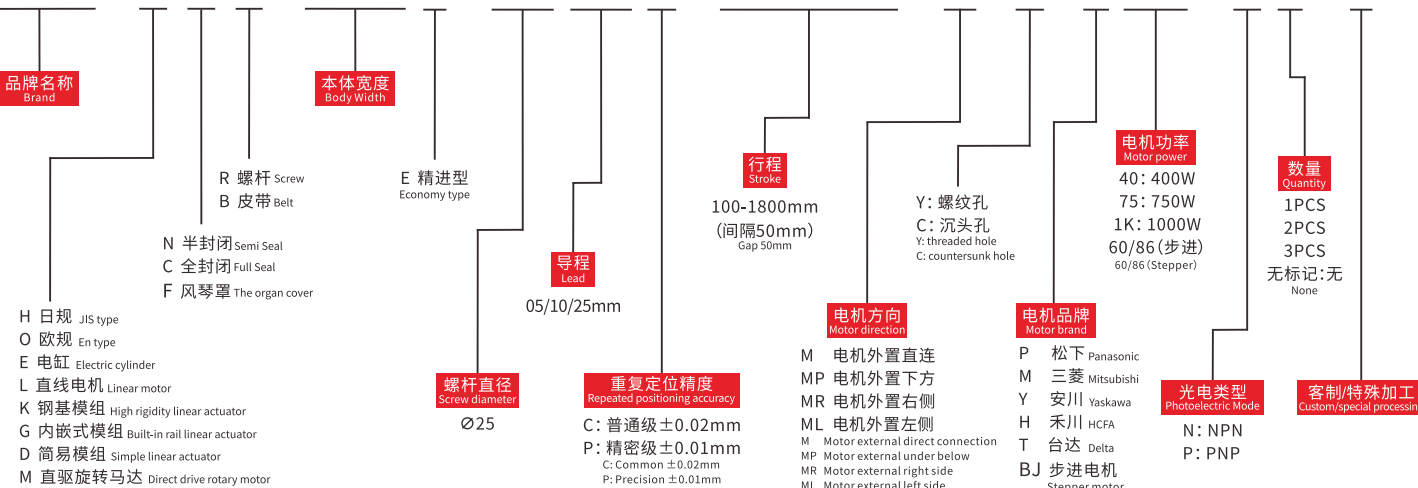 品牌名称
Brand
H 日规 JIS type
O 欧规 En type
E 电缸 Electric cylinder
L 直线电机 Linear motor
K 钢基模组 High rigidity linear actuator
G 内嵌式模组 Built-in rail linear actuator
D 简易模组 Simple linear actuator
M 直驱旋转马达 Direct drive rotary motor
N 半封闭 Semi Seal
C 全封闭 Full Seal
F 风琴罩 The organ cover
R 螺杆 Screw
B 皮带 Belt
本体宽度
Body Width
E 精进型
Economy type
螺杆直径
Screw diameter
Ø25
导程
Lead
05/10/25mm
重复定位精度
Repeated positioning accuracy
C：普通级±0.02mm
P：精密级±0.01mm
C: Common ±0.02mm
P: Precision ±0.01mm
行程
Stroke
100-1800mm
（间隔50mm）
Gap 50mm
电机方向
Motor direction
M 电机外置直连
MP 电机外置下方
MR 电机外置右侧
ML 电机外置左侧
M Motor external direct connection
MP Motor external under below
MR Motor external right side
ML Motor external left side
Y：螺纹孔
C：沉头孔
Y: threaded hole
C: countersunk hole
电机品牌
Motor brand
P 松下 Panasonic
M 三菱 Mitsubishi
Y 安川 Yaskawa
H 禾川 HCFA
T 台达 Delta
BJ 步进电机
Stepper motor
电机功率
Motor power
40：400W
75：750W
1K：1000W
60/86（步进）
60/86（Stepper）
光电类型
Photoelectric Mode
N：NPN
P：PNP
数量
Quantity
1PCS
2PCS
3PCS
无标记：无
None
客制/特殊加工
Custom/special processin